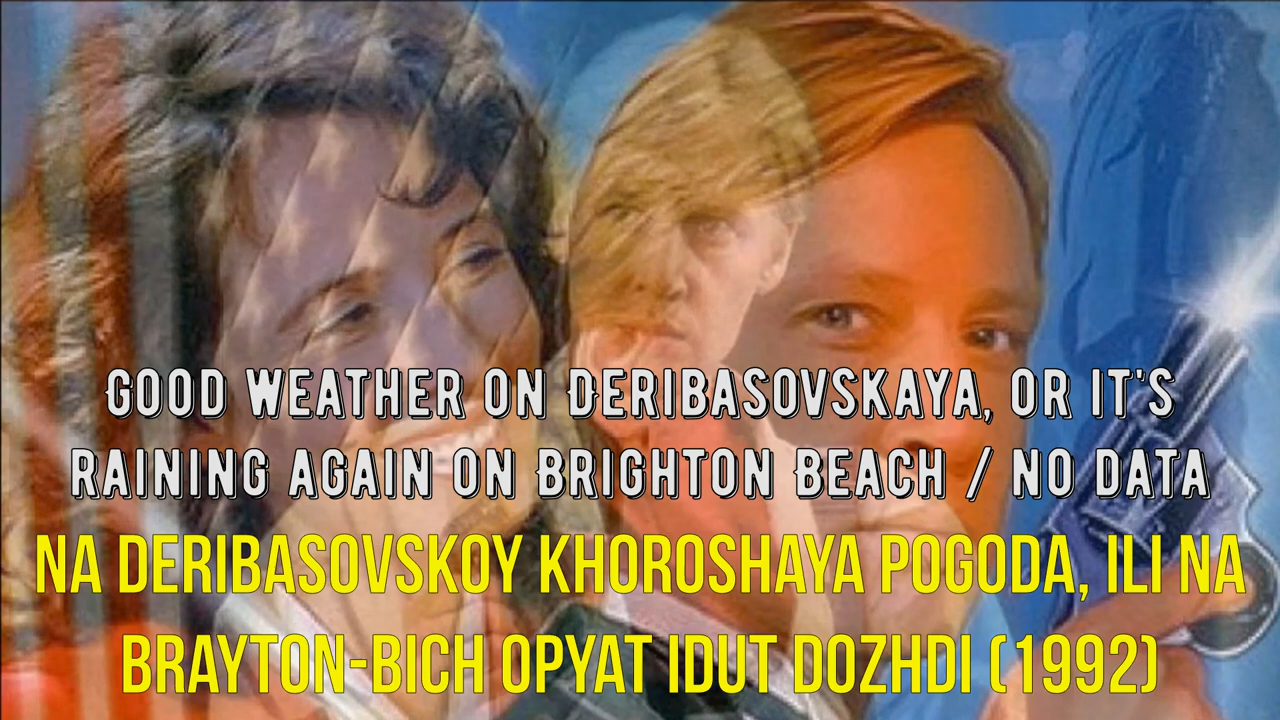 GOOD WEATHER ON DERIBASOVSKAYA, OR IT'S
RAINING AGAIN ON BRIGHTON BEACH / NO DATA
NA DERIBASOVSKOY KHOROSHAYA POGODA, ILI NA
BRAYTON-BICH OPYAT IDUT DOZHDI (1992)